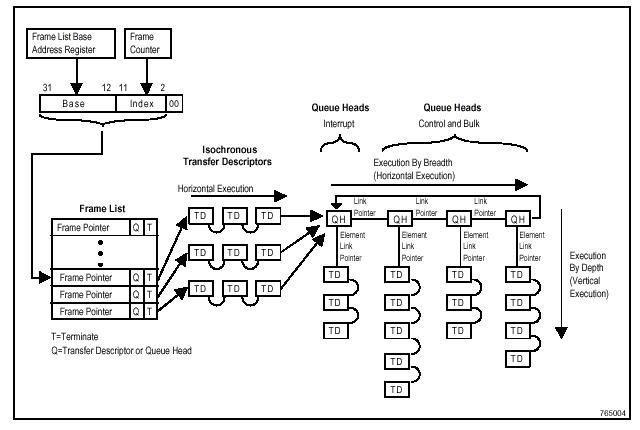 Frame List Base
Address Register
Frame
Counter
31 12 11 2
Base Index 00
Queue Heads
Interrupt
Queue Heads
Control and Bulk
Isochronous
Transfer Descriptors
Execution By Breadth
(Horizontal Execution)
Horizontal Execution
Link
Pointer
Link
Pointer
Link
Pointer
Frame List
Frame Pointer Q T
TD TD TD
QH QH QH QH
Element
Link
Pointer
Element
Link
Pointer
Element
Link
Pointer
Element
Link
Pointer
Execution
By Depth
(Vertical
Execution)
TD TD TD
Frame Pointer Q T
Frame Pointer Q T
Frame Pointer Q T
TD TD TD
TD TD TD TD
TD TD TD TD
TD TD TD TD
TD TD
TD
T=Terminate
Q=Transfer Descriptor or Queue Head
765004